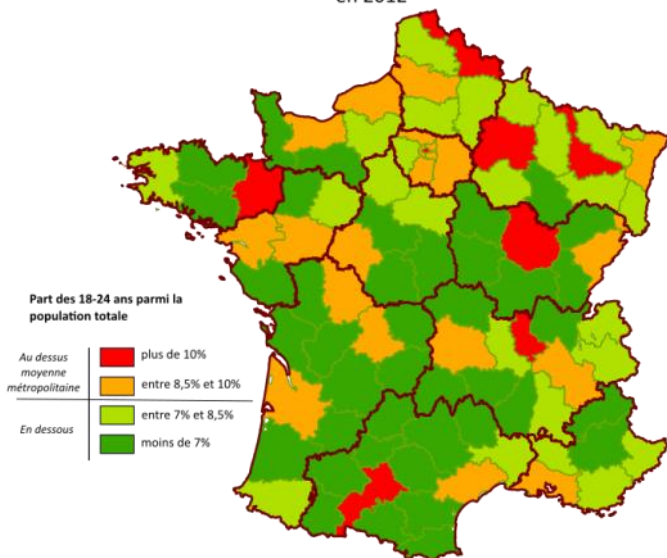 en 2012
Part des 18-24 ans parmi la
population totale
Au dessus
moyenne
métropolitaine
plus de 10%
entre 8,5% et 10%
En dessous
entre 7% et 8,5%
moins de 7%